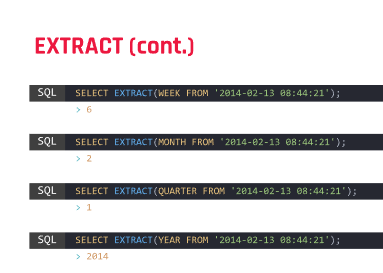 EXTRACT (cont.)
SQL SELECT EXTRACT(WEEK FROM '2014-02-13 08:44:21');
> 6
SQL SELECT EXTRACT(MONTH FROM '2014-02-13 08:44:21');
> 2
SQL SELECT EXTRACT(QUARTER FROM '2014-02-13 08:44:21');
> 1
SQL SELECT EXTRACT(YEAR FROM '2014-02-13 08:44:21');
> 2014